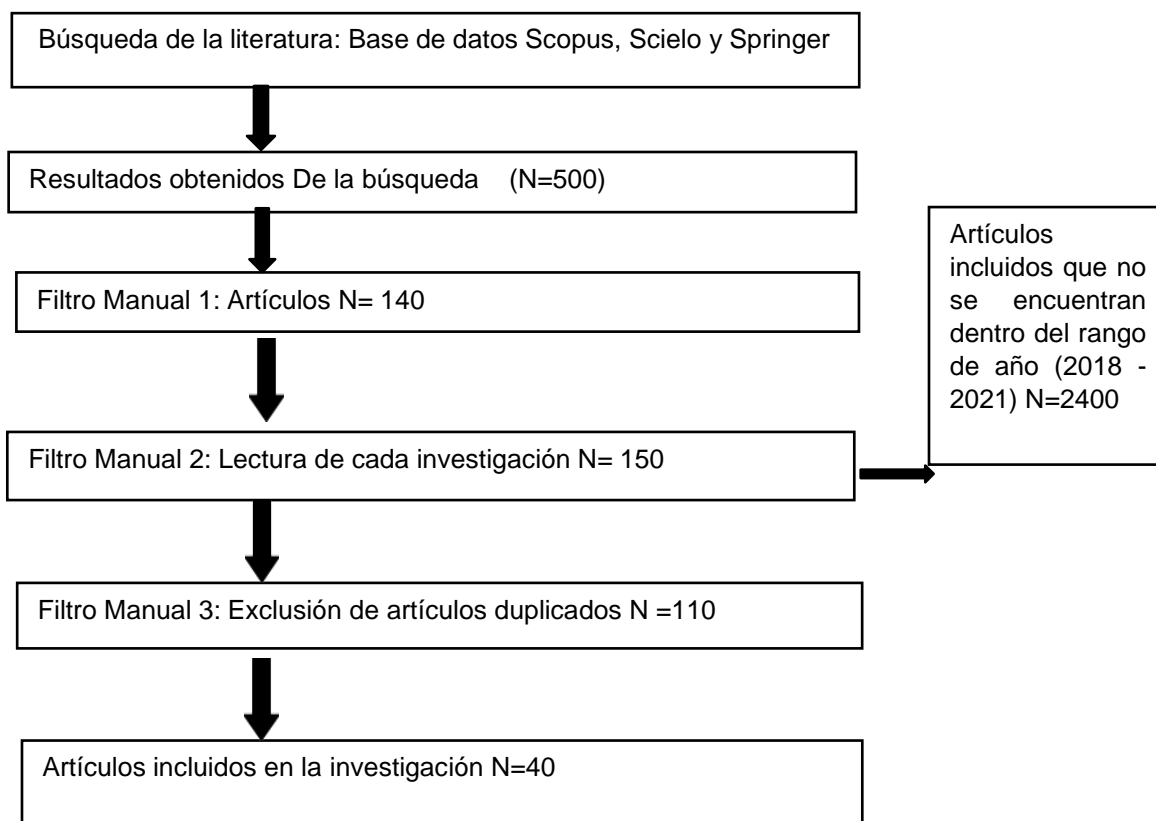 Búsqueda de la literatura: Base de datos Scopus, Scielo y Springer
Resultados obtenidos De la búsqueda (N=500)
Filtro Manual 1: Artículos N= 140
Artículos
incluidos que no
se encuentran
dentro del rango
de año (2018 -
2021) N=2400
Filtro Manual 2: Lectura de cada investigación N= 150
Filtro Manual 3: Exclusión de artículos duplicados N =110
Artículos incluidos en la investigación N=40